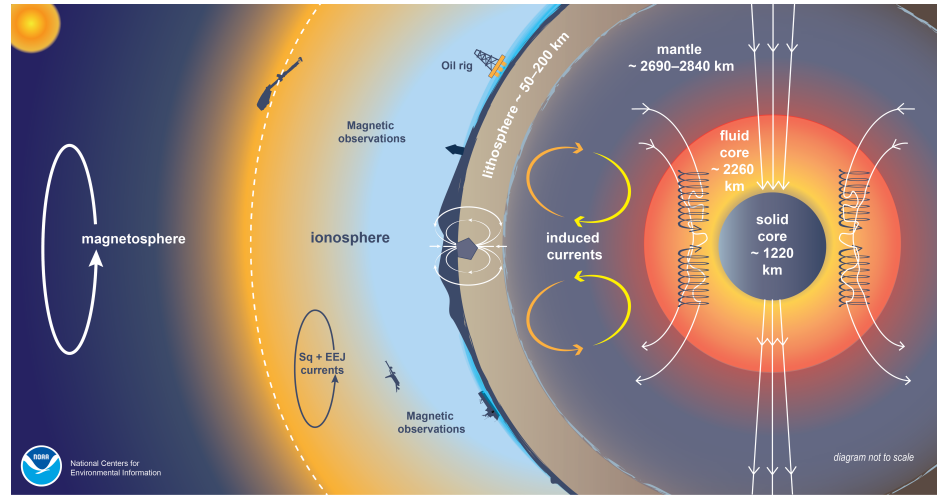 Oil rig
Magnetic
observations
magnetosphere
ionosphere
Sq + EEJ
currents
Magnetic
observations
lithosphere ~ 50–200 km
induced
currents
mantle
~ 2690–2840 km
fluid
core
~ 2260
km
solid
core
~ 1220
km
NOAA
National Centers for
Environmental Information
diagram not to scale